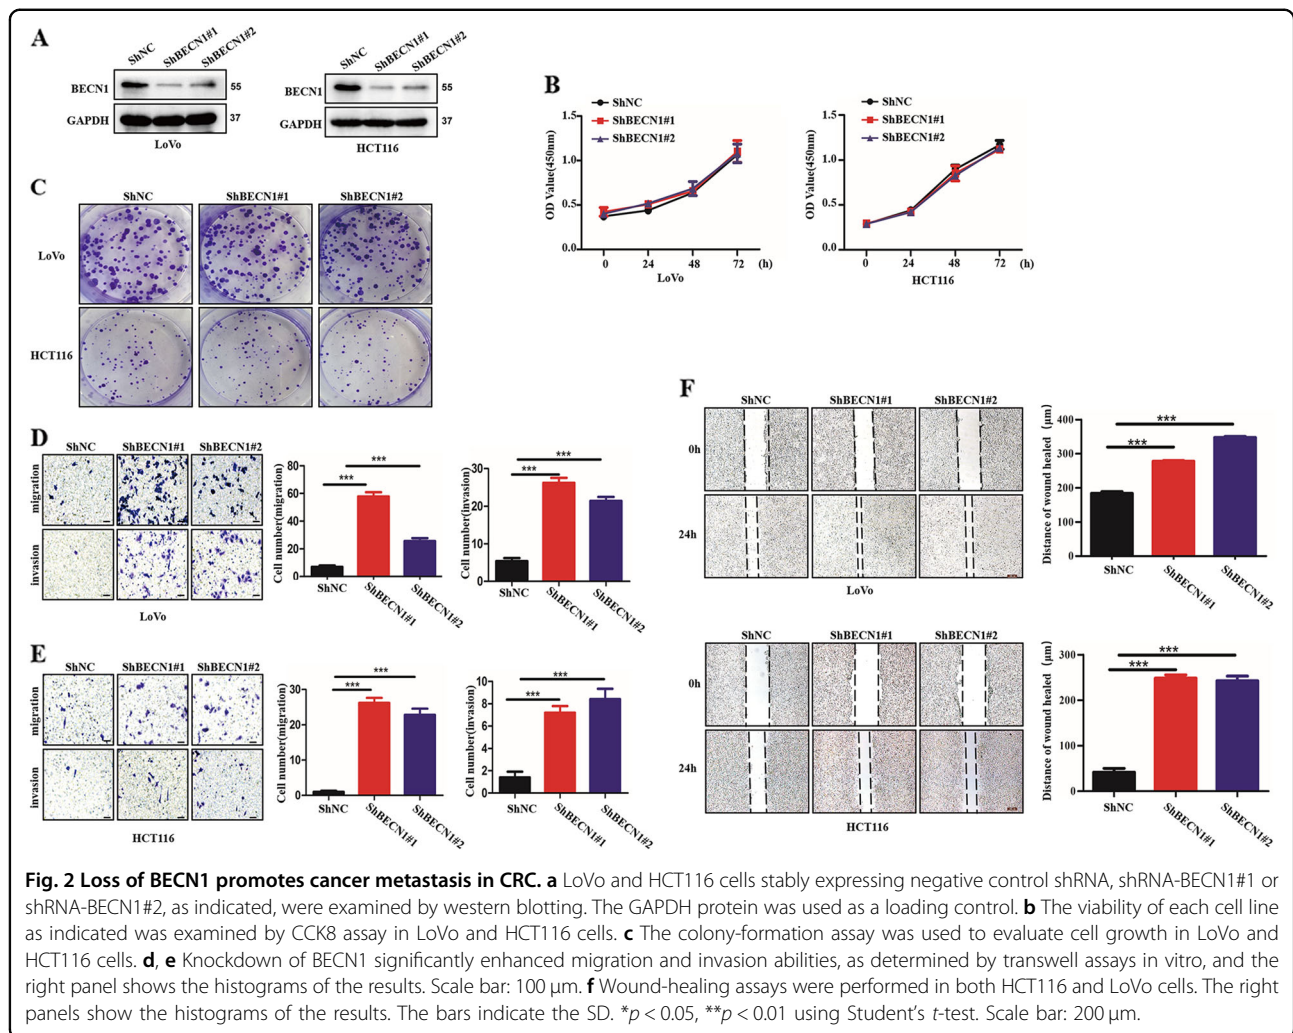 A
ShNC ShBECN1#1 ShBECN1#2
BECN1 55
GAPDH 37
LoVo
ShNC ShBECN1#1 ShBECN1#2
BECN1 55
GAPDH 37
HCT116
B
ShNC
ShBECN1#1
ShBECN1#2
OD Value(450nm)
1.5
1.0
0.5
0.0
0 24 48 72 (h)
LoVo
ShNC
ShBECN1#1
ShBECN1#2
OD Value(450nm)
1.5
1.0
0.5
0.0
0 24 48 72 (h)
HCT116
C
ShNC ShBECN1#1 ShBECN1#2
LoVo
HCT116
D
ShNC ShBECN1#1 ShBECN1#2
migration
invasion
LoVo
Cell number(migration)
80
60
40
20
0
***
***
ShNC ShBECN1#1 ShBECN1#2
Cell number(invasion)
30
20
10
0
***
***
ShNC ShBECN1#1 ShBECN1#2
E
ShNC ShBECN1#1 ShBECN1#2
migration
invasion
HCT116
Cell number(migration)
30
20
10
0
***
***
ShNC ShBECN1#1 ShBECN1#2
Cell number(invasion)
10
8
6
4
2
0
***
***
ShNC ShBECN1#1 ShBECN1#2
F
ShNC ShBECN1#1 ShBECN1#2
0h
24h
LoVo
Distance of wound healed (μm)
400
300
200
100
0
***
***
ShNC ShBECN1#1 ShBECN1#2
ShNC ShBECN1#1 ShBECN1#2
0h
24h
HCT116
Distance of wound healed (μm)
300
200
100
0
***
***
ShNC ShBECN1#1 ShBECN1#2
Fig. 2 Loss of BECN1 promotes cancer metastasis in CRC. a LoVo and HCT116 cells stably expressing negative control shRNA, shRNA-BECN1#1 or
shRNA-BECN1#2, as indicated, were examined by western blotting. The GAPDH protein was used as a loading control. b The viability of each cell line
as indicated was examined by CCK8 assay in LoVo and HCT116 cells. c The colony-formation assay was used to evaluate cell growth in LoVo and
HCT116 cells. d, e Knockdown of BECN1 significantly enhanced migration and invasion abilities, as determined by transwell assays in vitro, and the
right panel shows the histograms of the results. Scale bar: 100 μm. f Wound-healing assays were performed in both HCT116 and LoVo cells. The right
panels show the histograms of the results. The bars indicate the SD. *p < 0.05, **p < 0.01 using Student's t-test. Scale bar: 200 μm.